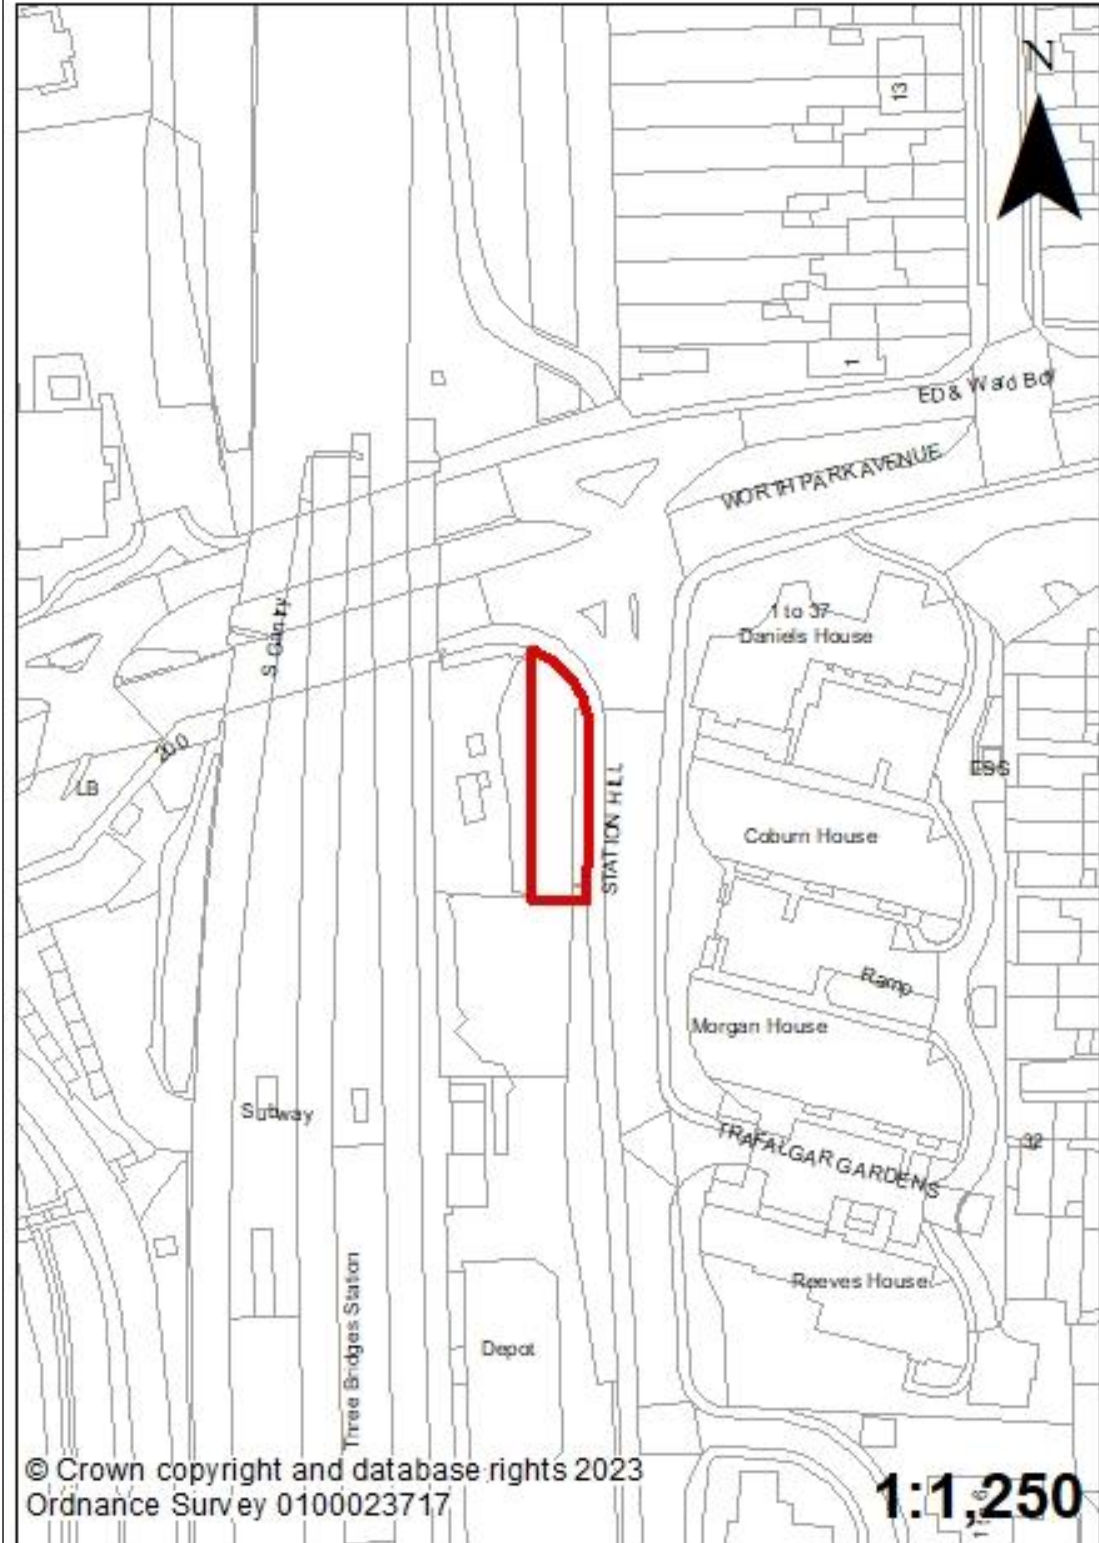 N
13
1
ED & Ward Bdy
WORTH PARK AVENUE
S Gantry
1 to 37
Daniels House
20.0
LB
ESS
STATION HILL
Coburn House
Ramp
Morgan House
Subway
TRAFALGAR GARDENS
32
Three Bridges Station
Reeves House
Depot
© Crown copyright and database rights 2023
Ordnance Survey 0100023717
1:1,250